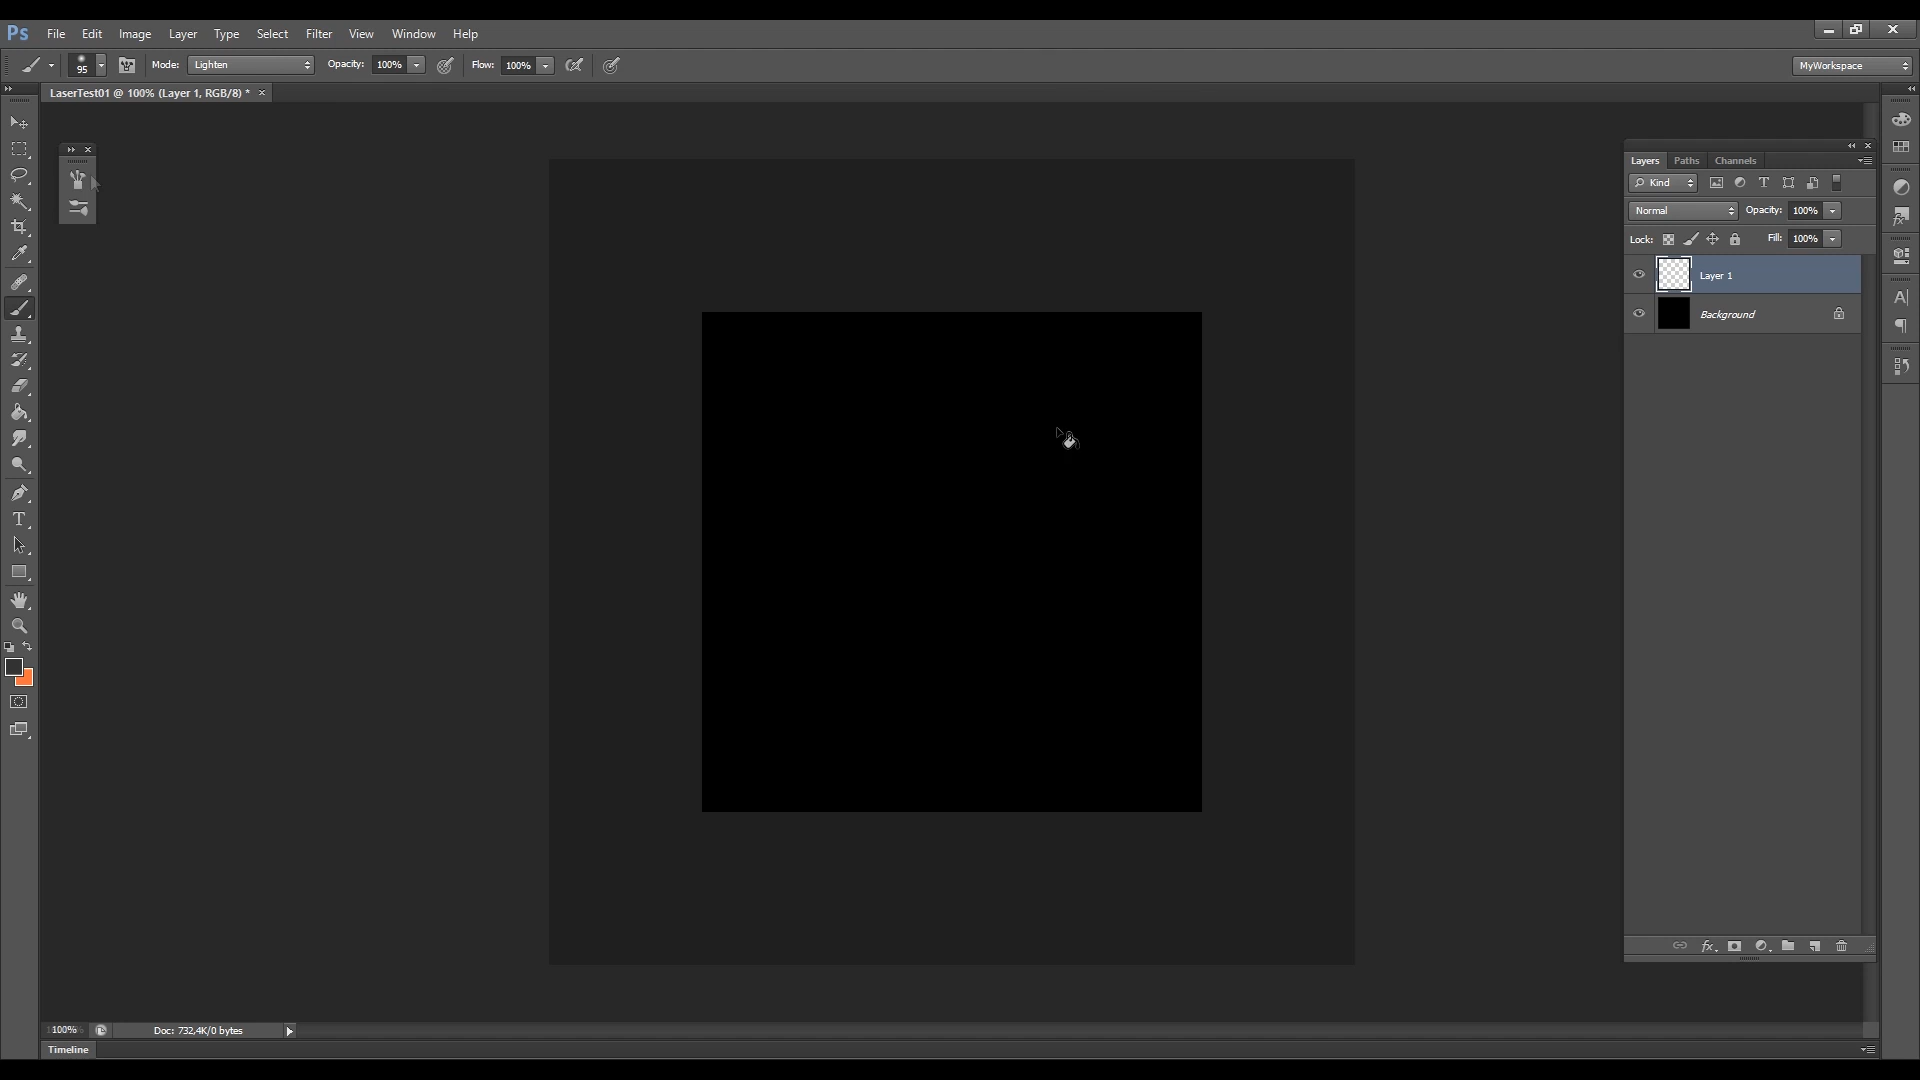 Ps File Edit Image Layer Type Select Filter View Window Help
95 Mode: Lighten Opacity: 100% Flow: 100% MyWorkspace
LaserTest01 @ 100% (Layer 1, RGB/8) * ×
Layers Paths Channels
Kind
Normal Opacity: 100%
Lock: Fill: 100%
Layer 1
Background
100% Doc: 732,4K/0 bytes
Timeline